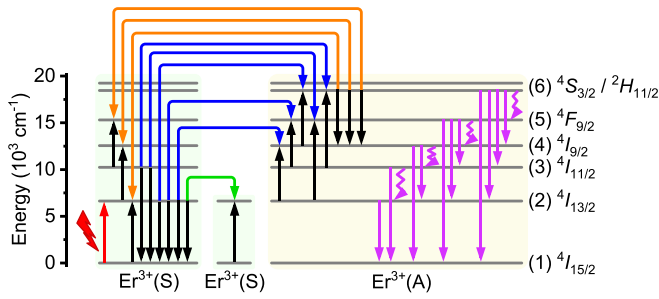 Energy (10³ cm⁻¹)
20
15
10
5
0
(6) ⁴S₃/₂ / ²H₁₁/₂
(5) ⁴F₉/₂
(4) ⁴I₉/₂
(3) ⁴I₁₁/₂
(2) ⁴I₁₃/₂
(1) ⁴I₁₅/₂
Er³⁺(S) Er³⁺(S) Er³⁺(A)